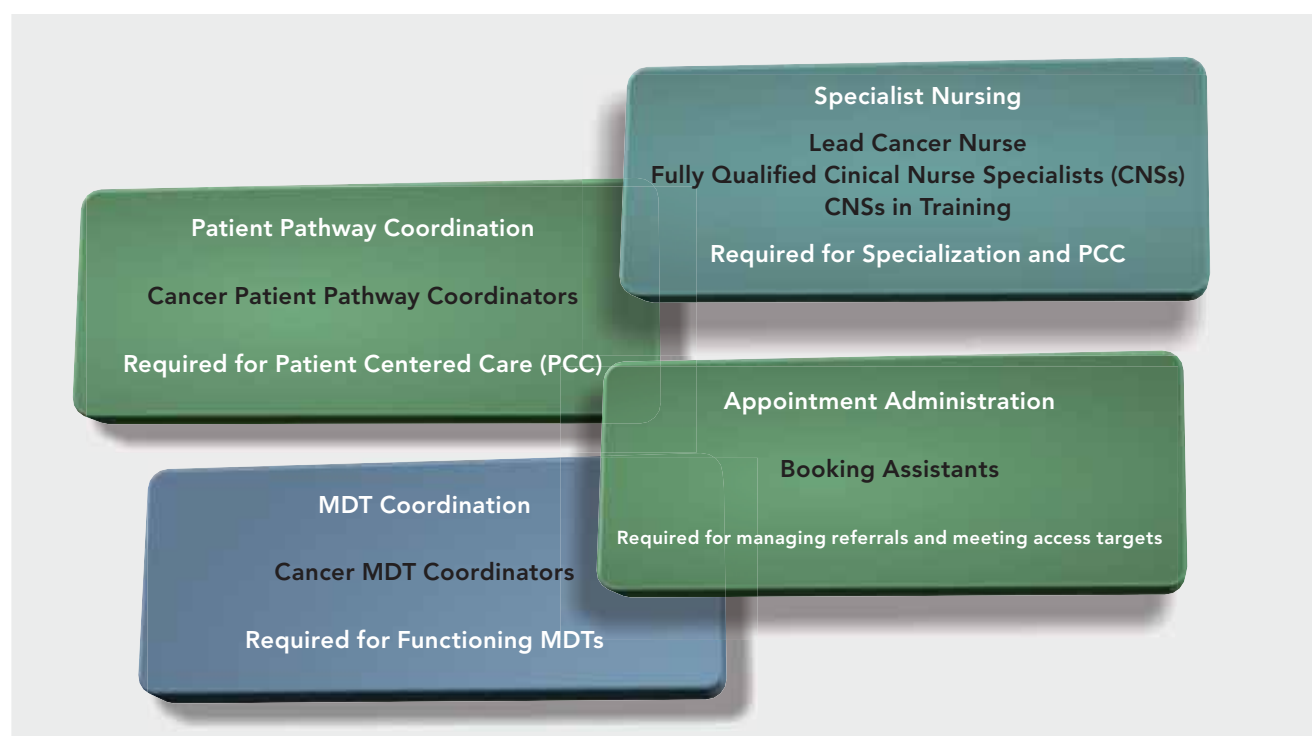 Specialist Nursing
Lead Cancer Nurse
Fully Qualified Cinical Nurse Specialists (CNSs)
CNSs in Training
Required for Specialization and PCC
Patient Pathway Coordination
Cancer Patient Pathway Coordinators
Required for Patient Centered Care (PCC)
Appointment Administration
Booking Assistants
Required for managing referrals and meeting access targets
MDT Coordination
Cancer MDT Coordinators
Required for Functioning MDTs